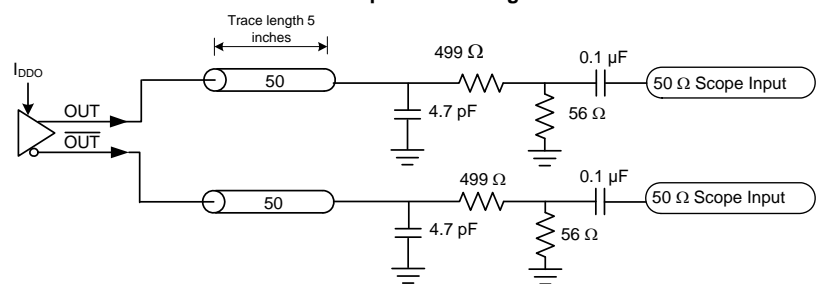 Trace length 5
inches
I_DDO
OUT
OUT
50
499 Ω
0.1 µF
4.7 pF
56 Ω
50 Ω Scope Input
50
499 Ω
0.1 µF
4.7 pF
56 Ω
50 Ω Scope Input